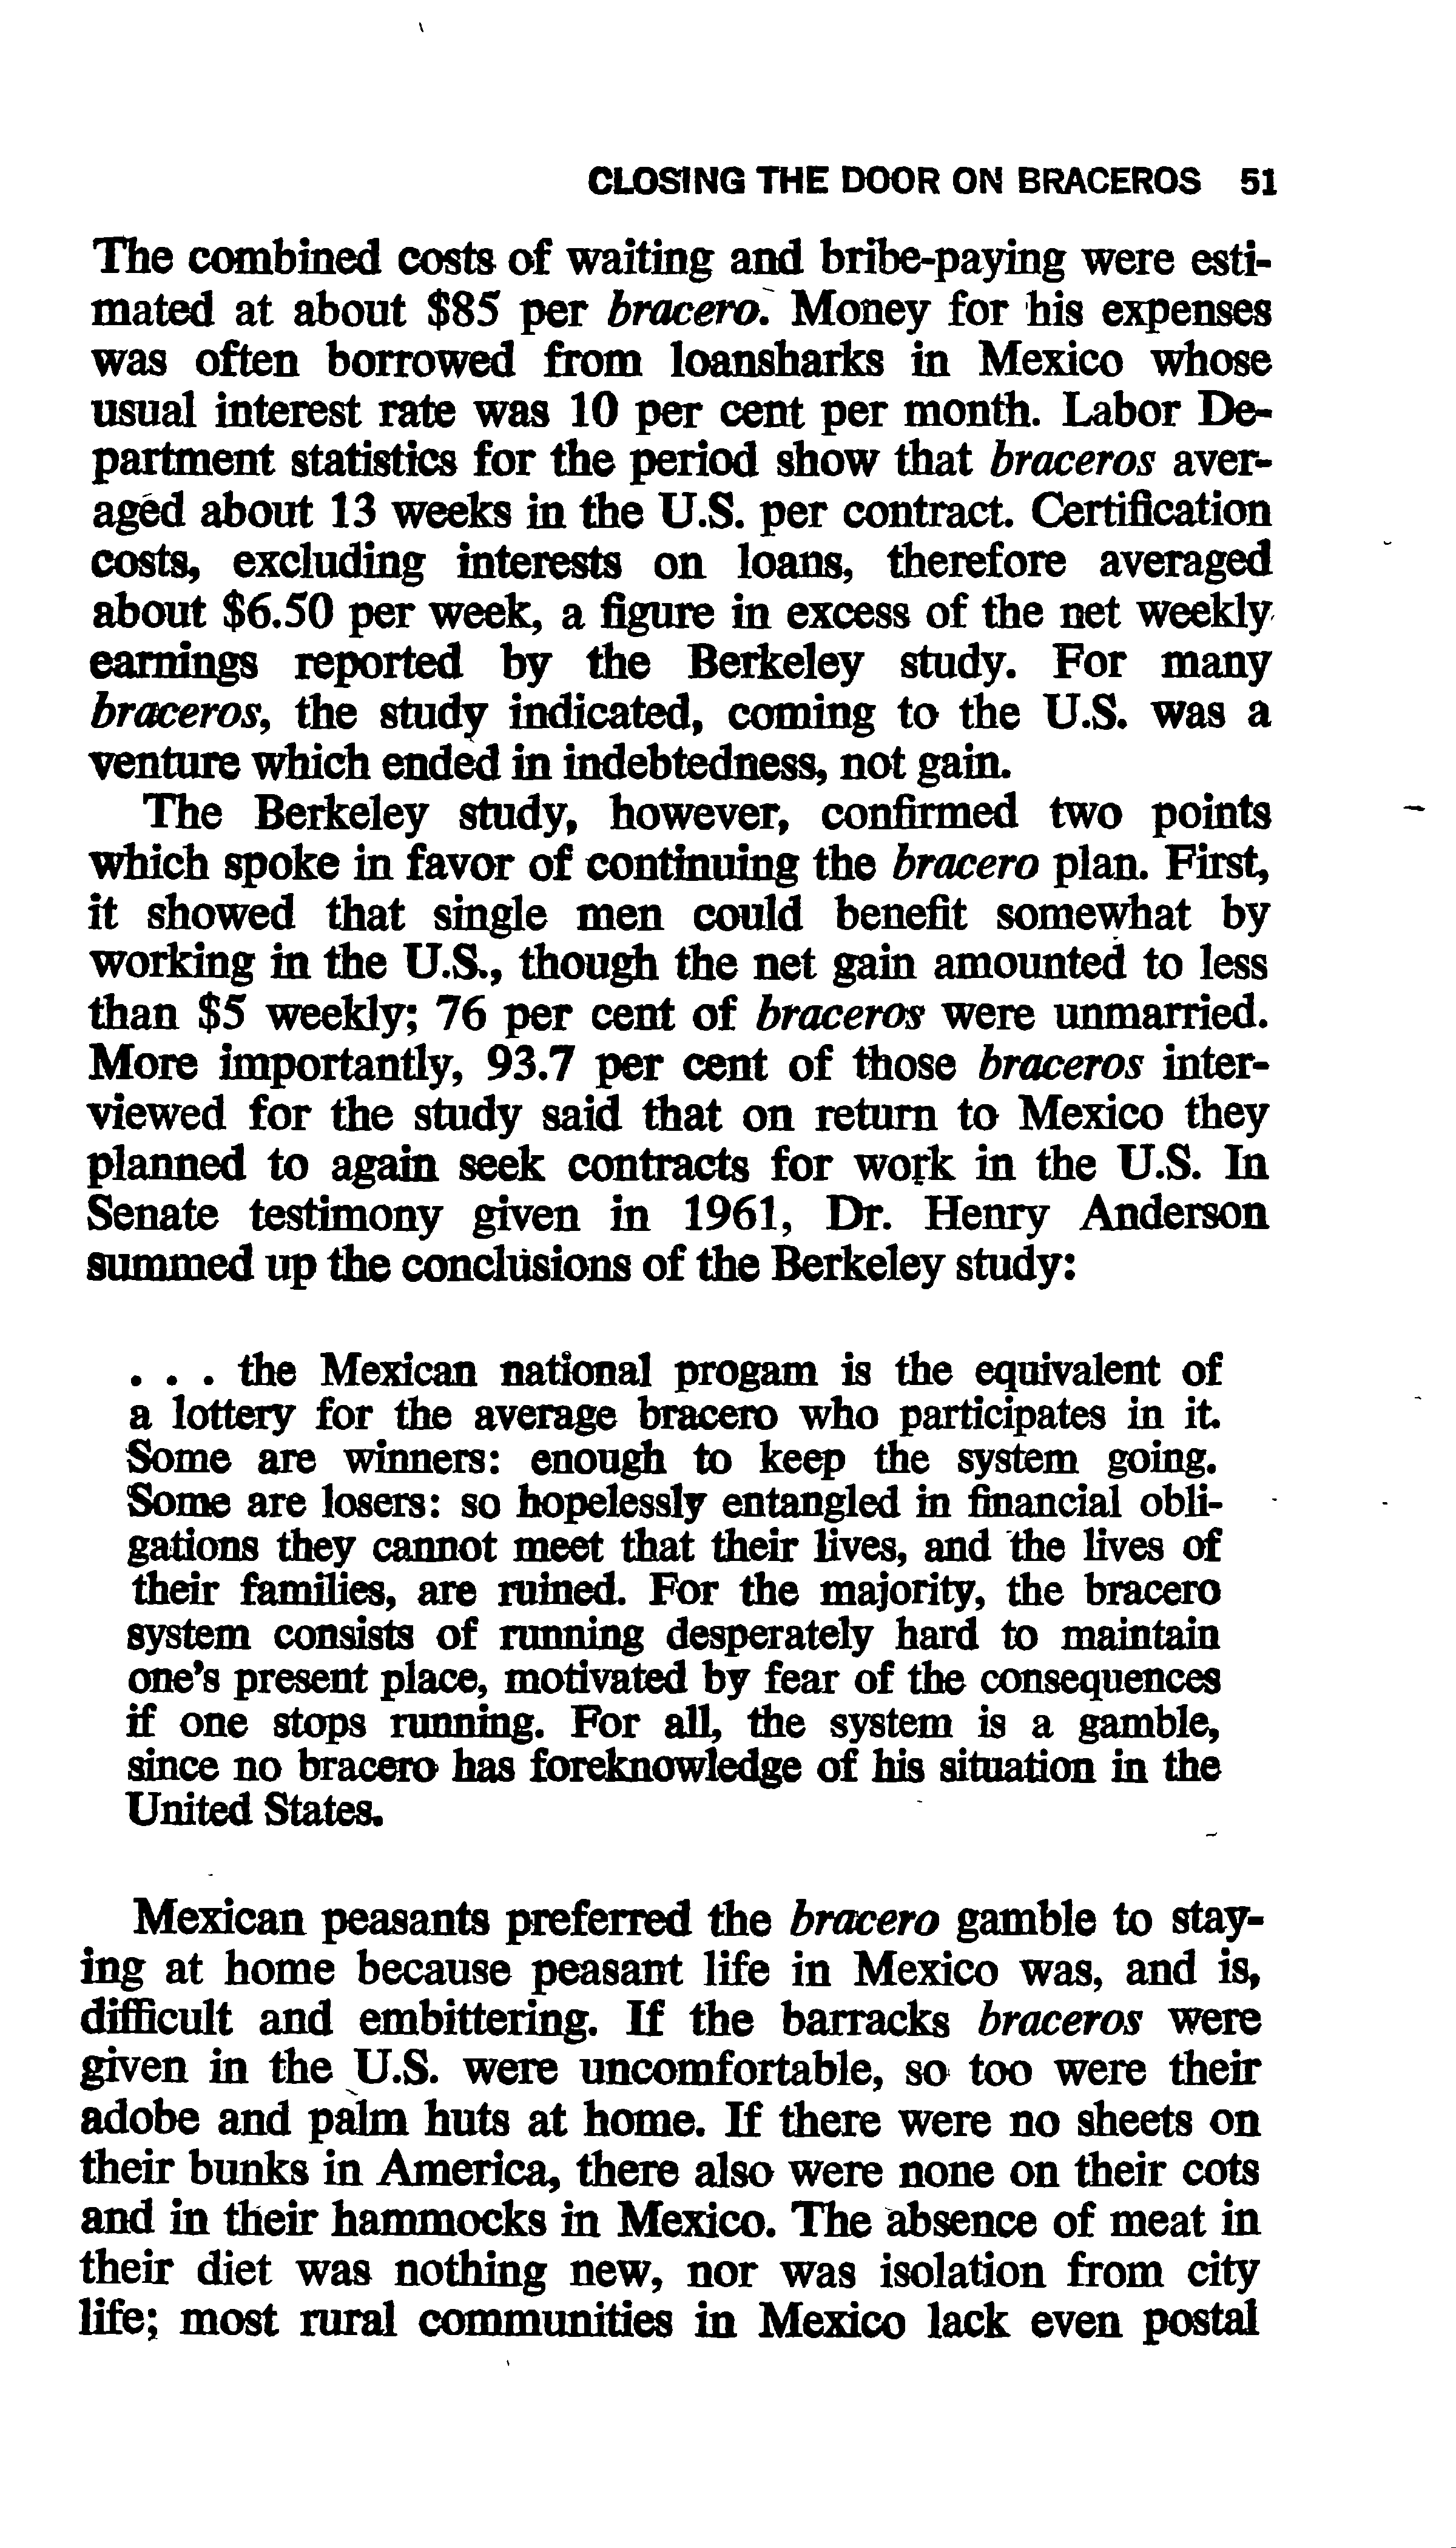 CLOSING THE DOOR ON BRACEROS 51
The combined costs of waiting and bribe-paying were esti-
mated at about $85 per bracero. Money for his expenses
was often borrowed from loansharks in Mexico whose
usual interest rate was 10 per cent per month. Labor De-
partment statistics for the period show that braceros aver-
aged about 13 weeks in the U.S. per contract. Certification
costs, excluding interests on loans, therefore averaged
about $6.50 per week, a figure in excess of the net weekly
earnings reported by the Berkeley study. For many
braceros, the study indicated, coming to the U.S. was a
venture which ended in indebtedness, not gain.
The Berkeley study, however, confirmed two points
which spoke in favor of continuing the bracero plan. First,
it showed that single men could benefit somewhat by
working in the U.S., though the net gain amounted to less
than $5 weekly; 76 per cent of braceros were unmarried.
More importantly, 93.7 per cent of those braceros inter-
viewed for the study said that on return to Mexico they
planned to again seek contracts for work in the U.S. In
Senate testimony given in 1961, Dr. Henry Anderson
summed up the conclusions of the Berkeley study:
. . . the Mexican national progam is the equivalent of
a lottery for the average bracero who participates in it.
Some are winners: enough to keep the system going.
Some are losers: so hopelessly entangled in financial obli-
gations they cannot meet that their lives, and the lives of
their families, are ruined. For the majority, the bracero
system consists of running desperately hard to maintain
one's present place, motivated by fear of the consequences
if one stops running. For all, the system is a gamble,
since no bracero has foreknowledge of his situation in the
United States.
Mexican peasants preferred the bracero gamble to stay-
ing at home because peasant life in Mexico was, and is,
difficult and embittering. If the barracks braceros were
given in the U.S. were uncomfortable, so too were their
adobe and palm huts at home. If there were no sheets on
their bunks in America, there also were none on their cots
and in their hammocks in Mexico. The absence of meat in
their diet was nothing new, nor was isolation from city
life; most rural communities in Mexico lack even postal